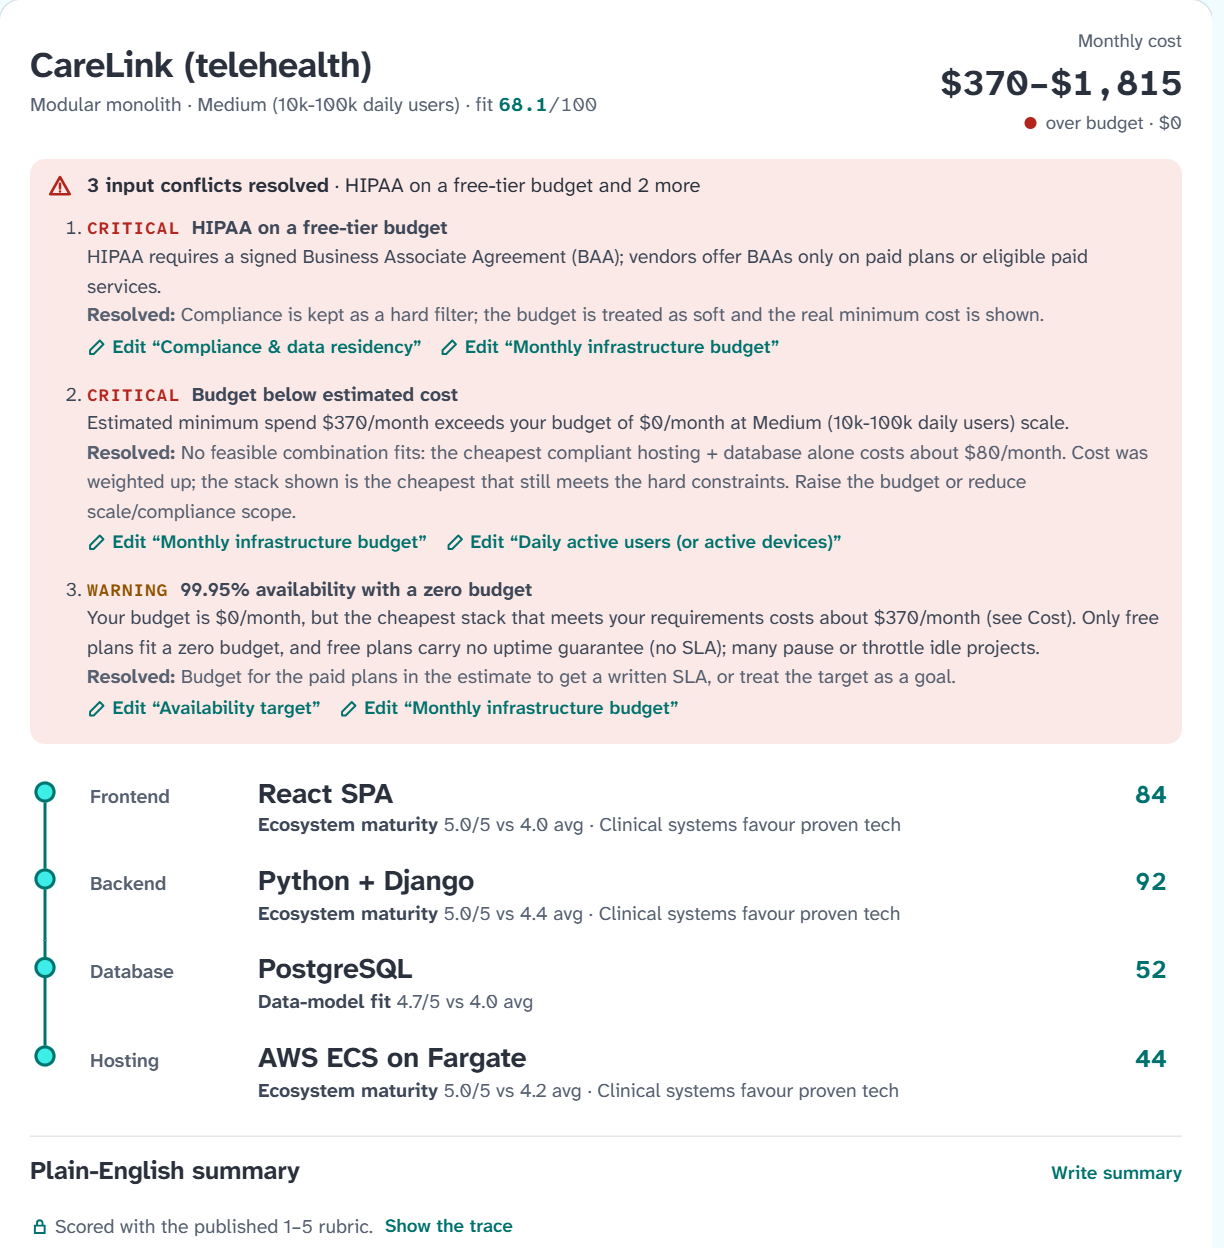 Monthly cost
CareLink (telehealth)
$370–$1,815
Modular monolith · Medium (10k-100k daily users) · fit 68.1/100
over budget · $0
3 input conflicts resolved · HIPAA on a free-tier budget and 2 more
1. CRITICAL HIPAA on a free-tier budget
HIPAA requires a signed Business Associate Agreement (BAA); vendors offer BAAs only on paid plans or eligible paid
services.
Resolved: Compliance is kept as a hard filter; the budget is treated as soft and the real minimum cost is shown.
Edit “Compliance & data residency” Edit “Monthly infrastructure budget”
2. CRITICAL Budget below estimated cost
Estimated minimum spend $370/month exceeds your budget of $0/month at Medium (10k-100k daily users) scale.
Resolved: No feasible combination fits: the cheapest compliant hosting + database alone costs about $80/month. Cost was
weighted up; the stack shown is the cheapest that still meets the hard constraints. Raise the budget or reduce
scale/compliance scope.
Edit “Monthly infrastructure budget” Edit “Daily active users (or active devices)”
3. WARNING 99.95% availability with a zero budget
Your budget is $0/month, but the cheapest stack that meets your requirements costs about $370/month (see Cost). Only free
plans fit a zero budget, and free plans carry no uptime guarantee (no SLA); many pause or throttle idle projects.
Resolved: Budget for the paid plans in the estimate to get a written SLA, or treat the target as a goal.
Edit “Availability target” Edit “Monthly infrastructure budget”
Frontend React SPA 84
Ecosystem maturity 5.0/5 vs 4.0 avg · Clinical systems favour proven tech
Backend Python + Django 92
Ecosystem maturity 5.0/5 vs 4.4 avg · Clinical systems favour proven tech
Database PostgreSQL 52
Data-model fit 4.7/5 vs 4.0 avg
Hosting AWS ECS on Fargate 44
Ecosystem maturity 5.0/5 vs 4.2 avg · Clinical systems favour proven tech
Plain-English summary Write summary
Scored with the published 1–5 rubric. Show the trace